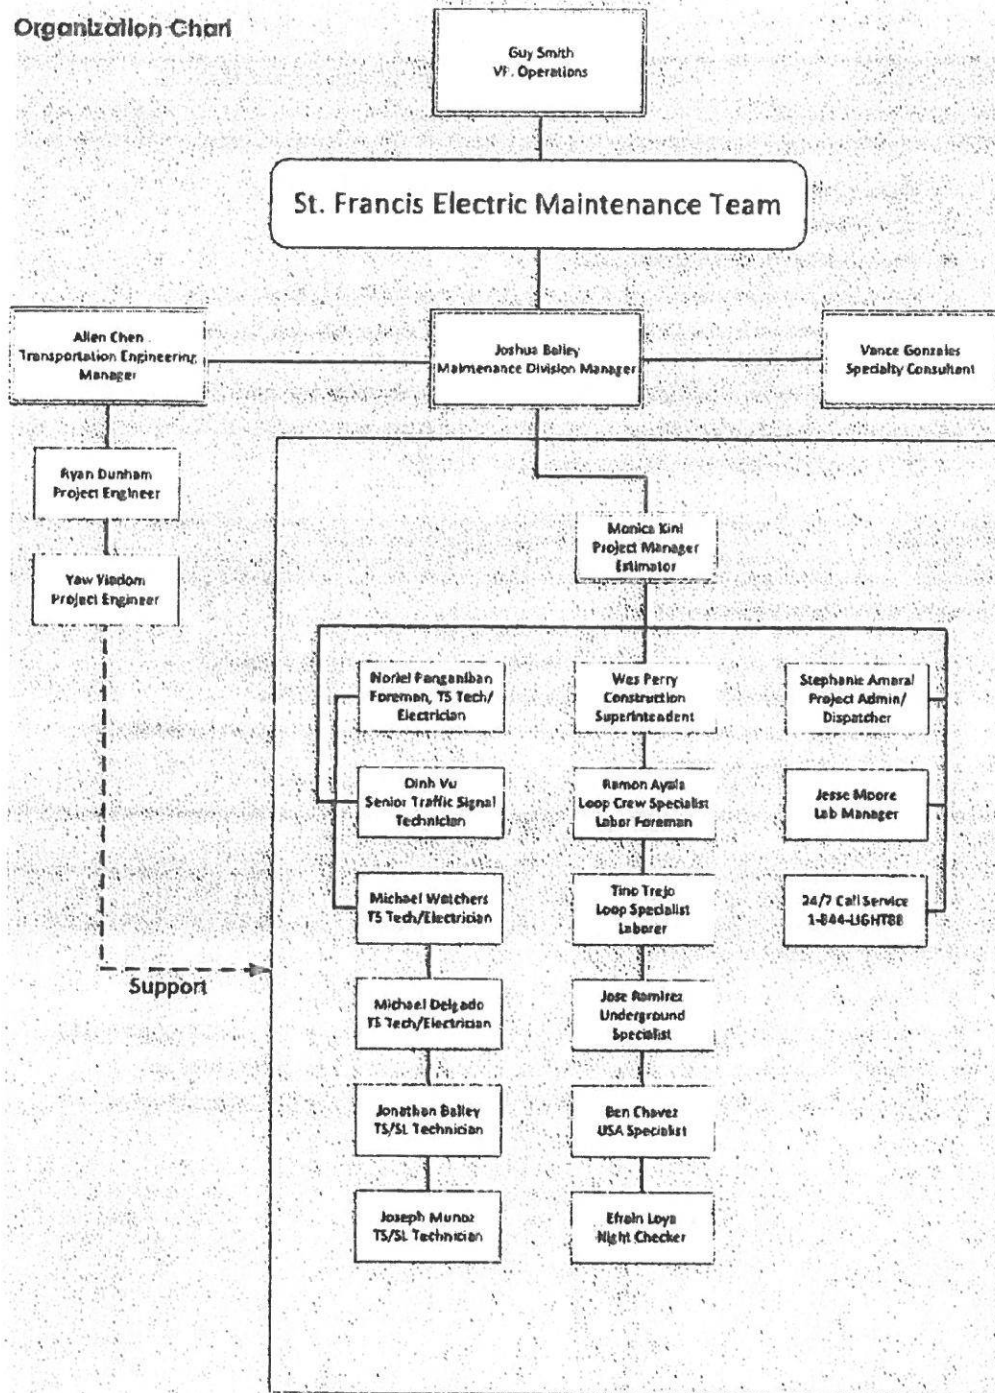 Organization Chart
Guy Smith
VP. Operations
St. Francis Electric Maintenance Team
Allen Chen
Transportation Engineering
Manager
Joshua Bailey
Maintenance Division Manager
Vance Gonzales
Specialty Consultant
Ryan Dunham
Project Engineer
Yaw Yiadom
Project Engineer
Support
Monica Kini
Project Manager
Estimator
Noriel Panganiban
Foreman, TS Tech/
Electrician
Dinh Vu
Senior Traffic Signal
Technician
Michael Watchers
TS Tech/Electrician
Michael Delgado
TS Tech/Electrician
Jonathan Bailey
TS/SL Technician
Joseph Munoz
TS/SL Technician
Wes Perry
Construction
Superintendent
Ramon Ayala
Loop Crew Specialist
Labor Foreman
Tino Trejo
Loop Specialist
Laborer
Jose Ramirez
Underground
Specialist
Ben Chavez
USA Specialist
Efrain Loya
Night Checker
Stephanie Amaral
Project Admin/
Dispatcher
Jesse Moore
Lab Manager
24/7 Call Service
1-844-LIGHT88